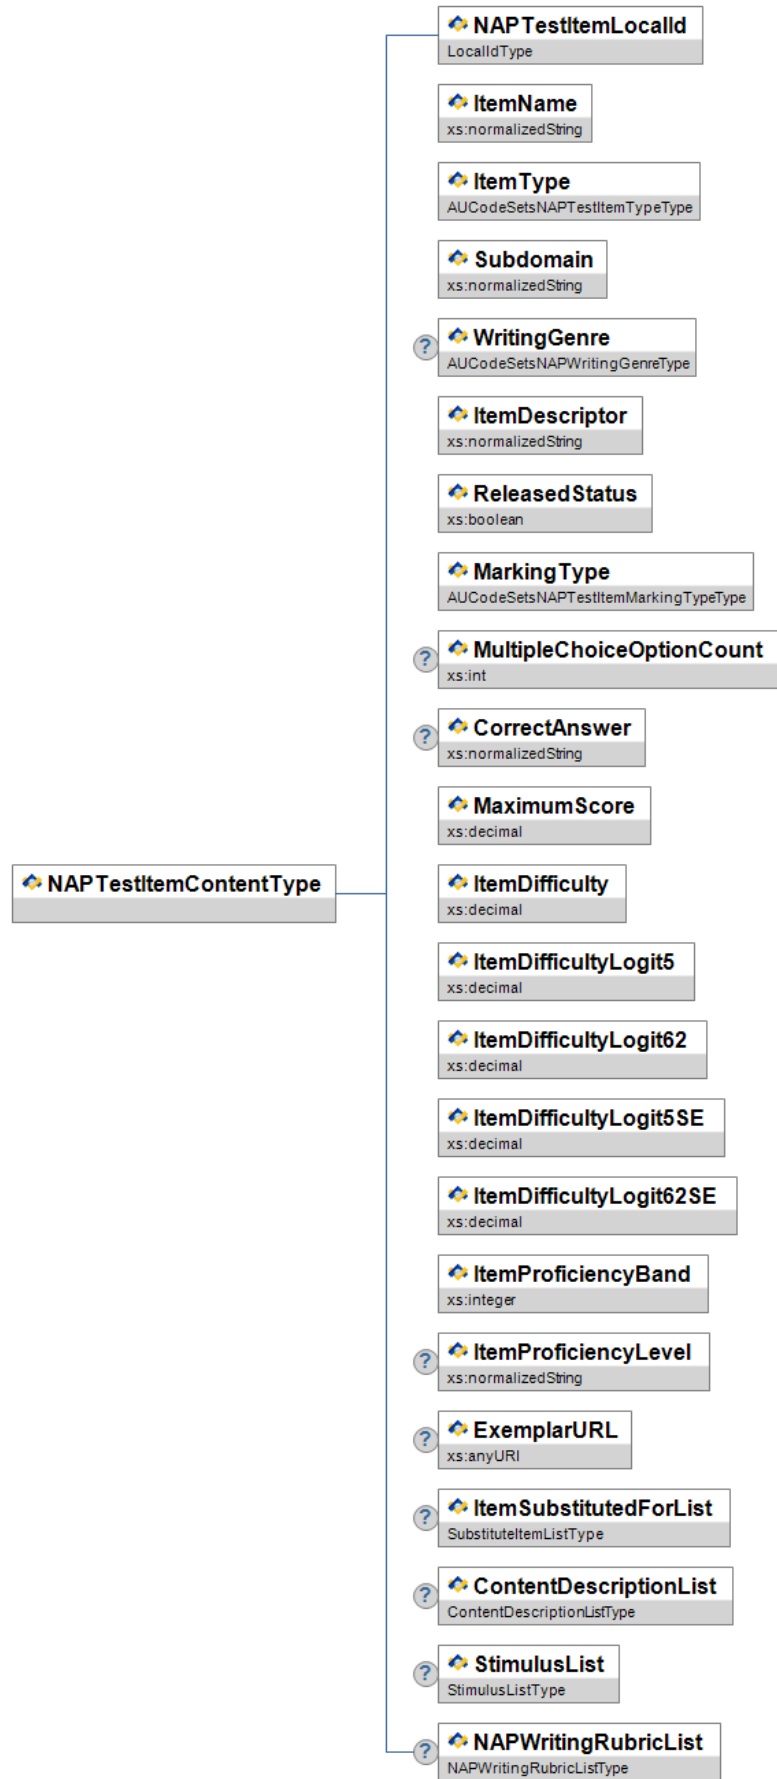 NAPTestItemLocalId
LocalIdType
ItemName
xs:normalizedString
ItemType
AUCodeSetsNAPTestItemTypeType
Subdomain
xs:normalizedString
?
WritingGenre
AUCodeSetsNAPWritingGenreType
ItemDescriptor
xs:normalizedString
ReleasedStatus
xs:boolean
MarkingType
AUCodeSetsNAPTestItemMarkingTypeType
?
MultipleChoiceOptionCount
xs:int
?
CorrectAnswer
xs:normalizedString
MaximumScore
xs:decimal
NAPTestItemContentType
ItemDifficulty
xs:decimal
ItemDifficultyLogit5
xs:decimal
ItemDifficultyLogit62
xs:decimal
ItemDifficultyLogit5SE
xs:decimal
ItemDifficultyLogit62SE
xs:decimal
ItemProficiencyBand
xs:integer
?
ItemProficiencyLevel
xs:normalizedString
?
ExemplarURL
xs:anyURI
?
ItemSubstitutedForList
SubstituteItemListType
?
ContentDescriptionList
ContentDescriptionListType
?
StimulusList
StimulusListType
?
NAPWritingRubricList
NAPWritingRubricListType